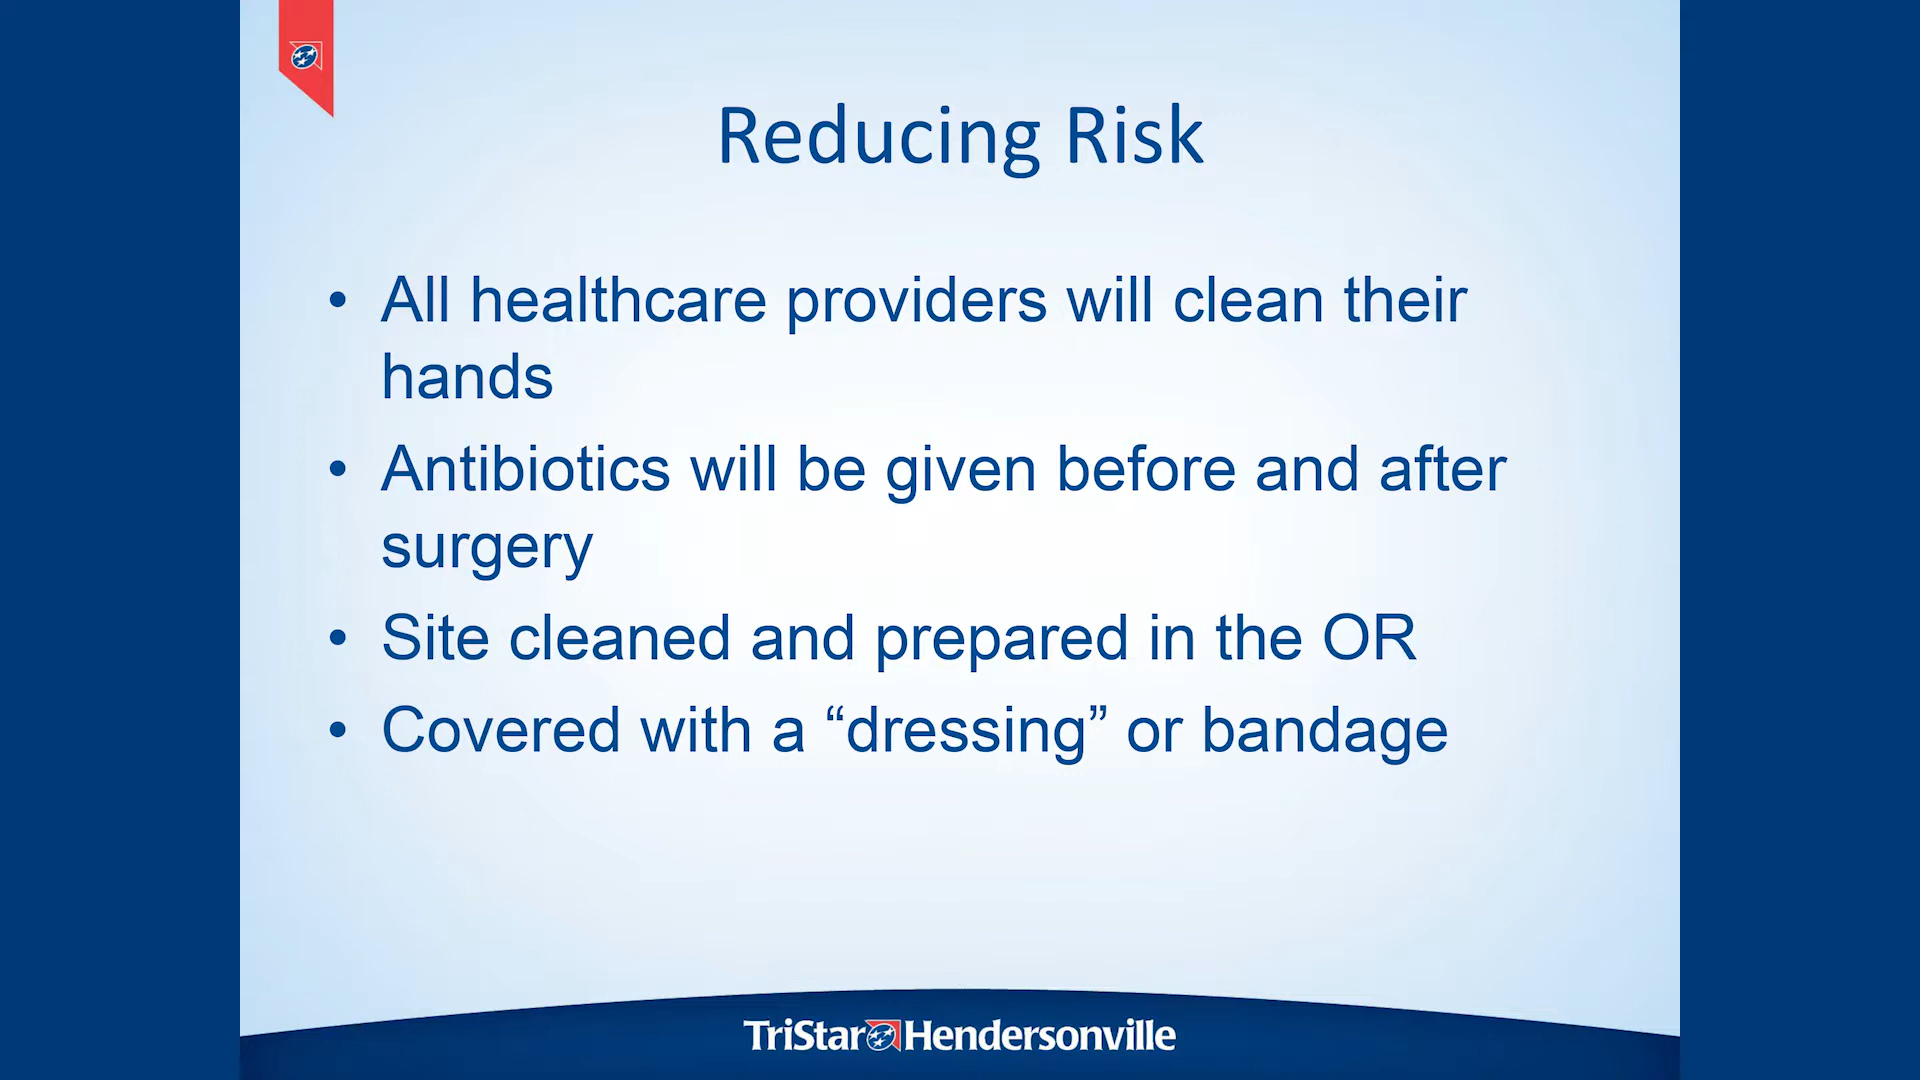 Reducing Risk
• All healthcare providers will clean their
hands
• Antibiotics will be given before and after
surgery
• Site cleaned and prepared in the OR
• Covered with a “dressing” or bandage
TriStar Hendersonville